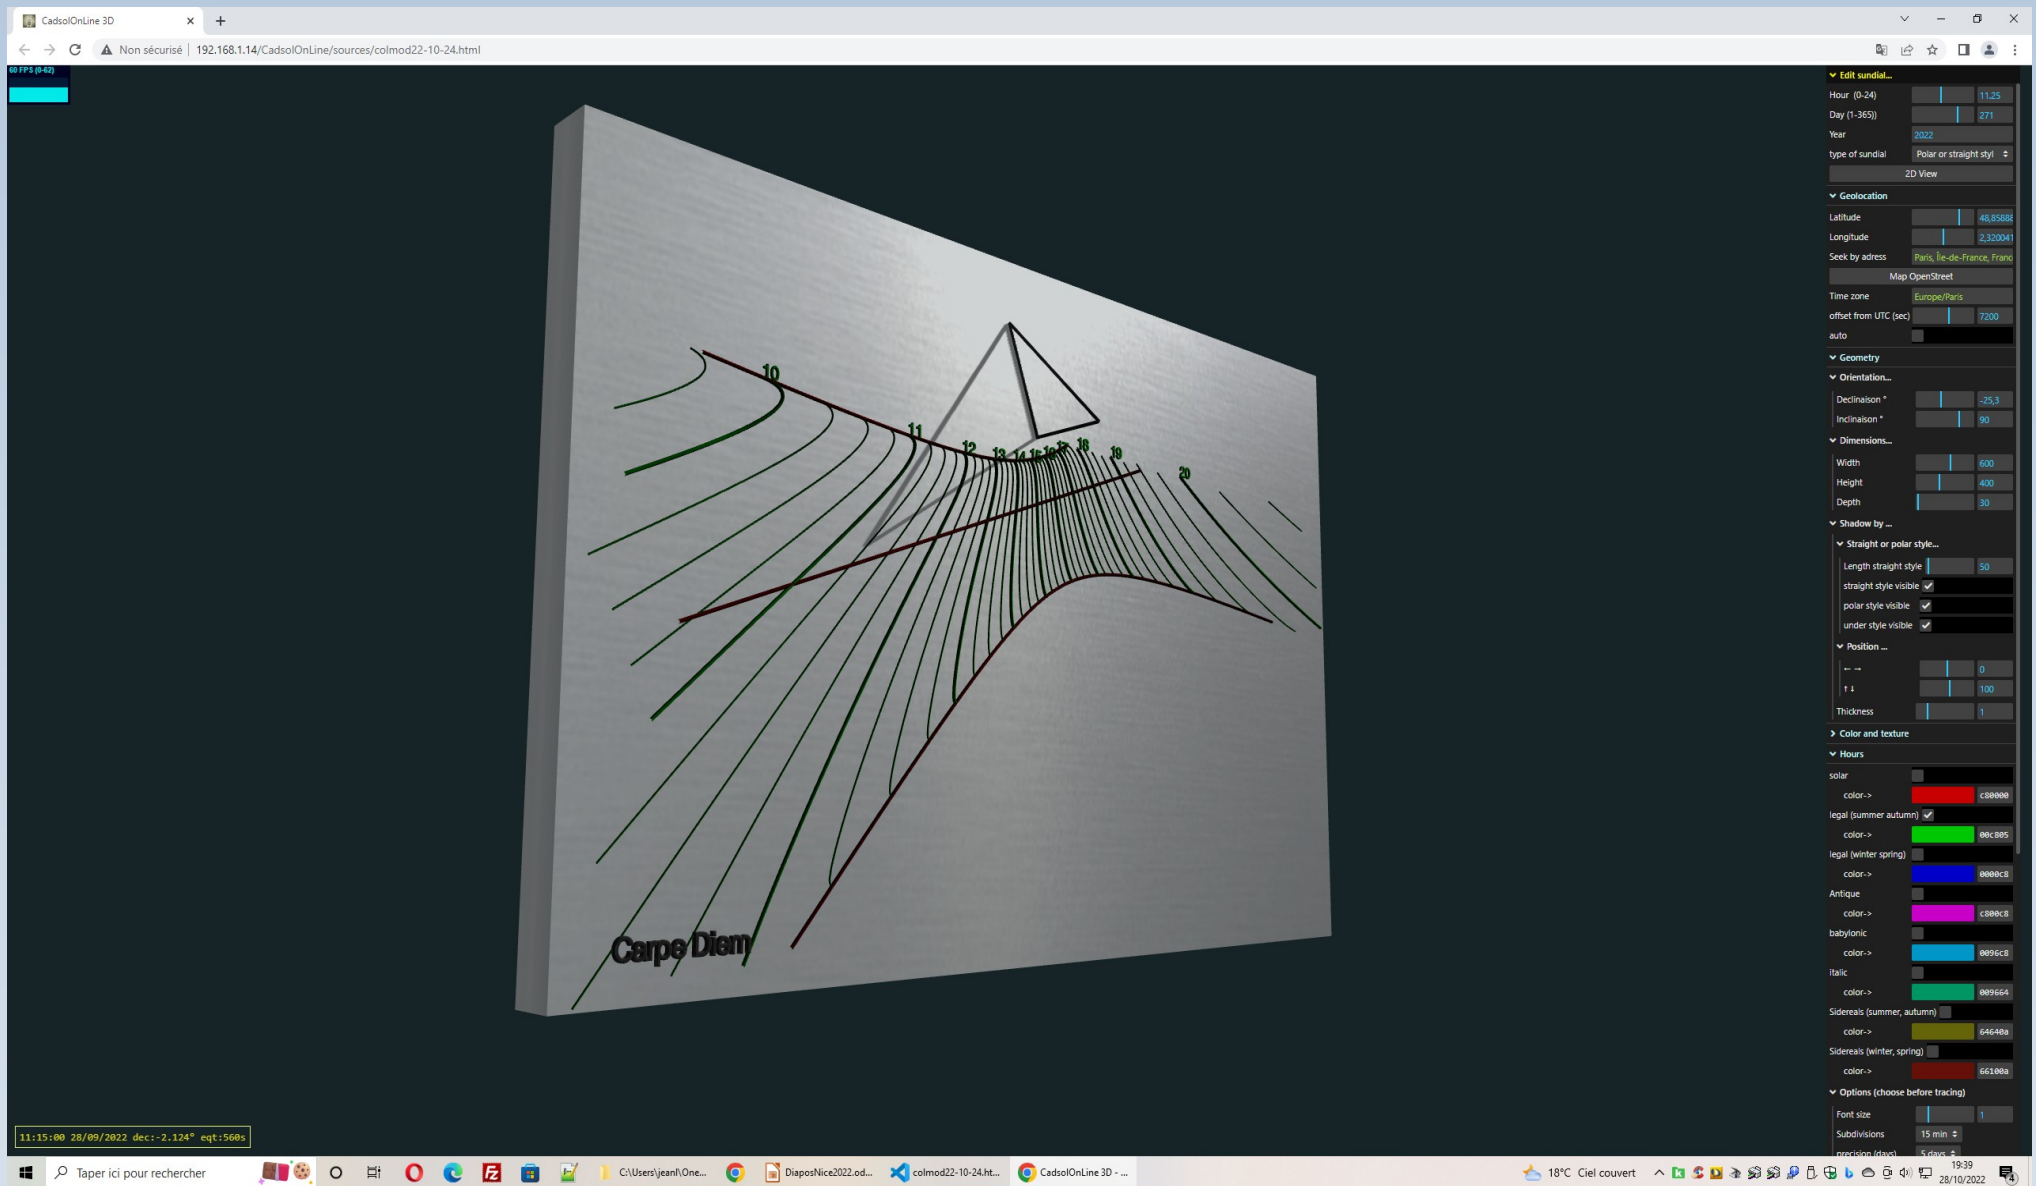 CadsolOnLine 3D
Non sécurisé 192.168.1.14/CadsolOnLine/sources/colmod22-10-24.html
60 FPS (0-62)
Edit sundial...
Hour (0-24) 11.25
Day (1-365)) 271
Year 2022
type of sundial Polar or straight styl
2D View
Geolocation
Latitude 48,85888
Longitude 2,320041
Seek by adress Paris, Île-de-France, Franc
Map OpenStreet
Time zone Europe/Paris
offset from UTC (sec) 7200
auto
Geometry
Orientation...
Declinaison ° -25,3
Inclinaison ° 90
Dimensions...
Width 600
Height 400
Depth 30
Shadow by ...
Straight or polar style...
Length straight style 50
straight style visible
polar style visible
under style visible
Position ...
← → 0
↑ ↓ 100
Thickness 1
Color and texture
Hours
solar
color-> c80000
legal (summer autumn)
color-> 00c805
legal (winter spring)
color-> 0000c8
Antique
color-> c800c8
babylonic
color-> 0096c8
italic
color-> 009664
Sidereals (summer, autumn)
color-> 64640a
Sidereals (winter, spring)
color-> 66100a
Options (choose before tracing)
Font size 1
Subdivisions 15 min
precision (days) 5 days
10 11 12 13 14 15 16 17 18 19 20
Carpe Diem
11:15:00 28/09/2022 dec:-2.124° eqt:560s
Taper ici pour rechercher
C:\Users\jeanl\One...
DiaposNice2022.od...
colmod22-10-24.ht...
CadsolOnLine 3D - ...
18°C Ciel couvert
19:39
28/10/2022